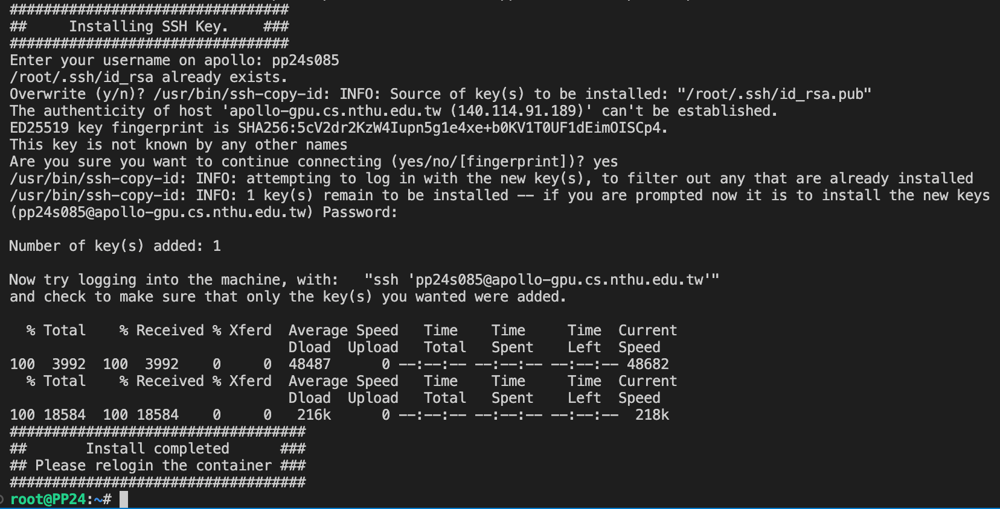 #################################
##     Installing SSH Key.    ###
#################################
Enter your username on apollo: pp24s085
/root/.ssh/id_rsa already exists.
Overwrite (y/n)? /usr/bin/ssh-copy-id: INFO: Source of key(s) to be installed: "/root/.ssh/id_rsa.pub"
The authenticity of host 'apollo-gpu.cs.nthu.edu.tw (140.114.91.189)' can't be established.
ED25519 key fingerprint is SHA256:5cV2dr2KzW4Iupn5g1e4xe+b0KV1T0UF1dEimOISCp4.
This key is not known by any other names
Are you sure you want to continue connecting (yes/no/[fingerprint])? yes
/usr/bin/ssh-copy-id: INFO: attempting to log in with the new key(s), to filter out any that are already installed
/usr/bin/ssh-copy-id: INFO: 1 key(s) remain to be installed -- if you are prompted now it is to install the new keys
(pp24s085@apollo-gpu.cs.nthu.edu.tw) Password:

Number of key(s) added: 1

Now try logging into the machine, with:   "ssh 'pp24s085@apollo-gpu.cs.nthu.edu.tw'"
and check to make sure that only the key(s) you wanted were added.

  % Total    % Received % Xferd  Average Speed   Time    Time     Time  Current
                                 Dload  Upload   Total   Spent    Left  Speed
100  3992  100  3992    0     0  48487      0 --:--:-- --:--:-- --:--:-- 48682
  % Total    % Received % Xferd  Average Speed   Time    Time     Time  Current
                                 Dload  Upload   Total   Spent    Left  Speed
100 18584  100 18584    0     0   216k      0 --:--:-- --:--:-- --:--:--  218k
###################################
##       Install completed      ###
## Please relogin the container ###
###################################
root@PP24:~#